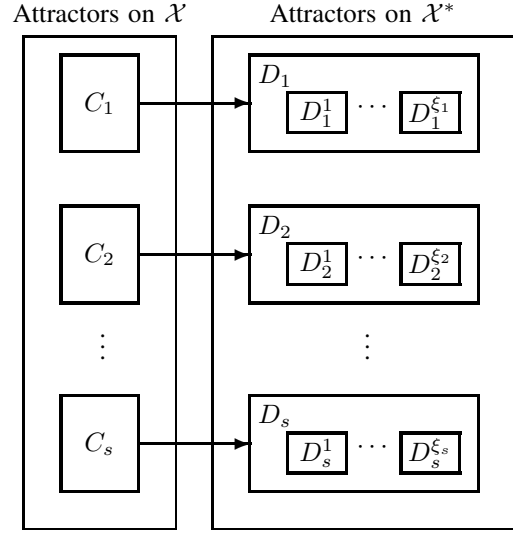 Attractors on 𝒳 Attractors on 𝒳*
C₁ D₁ D₁¹ ⋯ D₁^{ξ₁}
C₂ D₂ D₂¹ ⋯ D₂^{ξ₂}
⋮ ⋮
Cₛ Dₛ Dₛ¹ ⋯ Dₛ^{ξₛ}